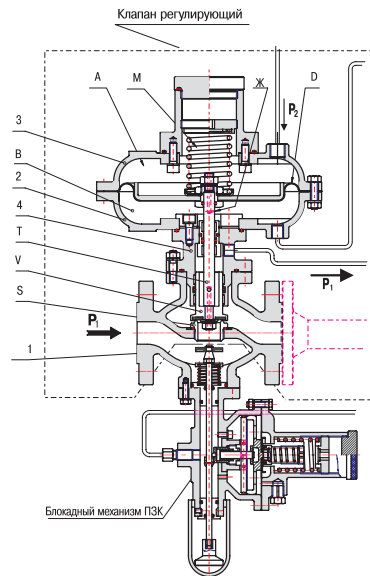 Клапан регулирующий
А
М
Ж
D
P₂
3
В
2
4
Т
V
S
P₁
P₁
1
Блокадный механизм ПЗК